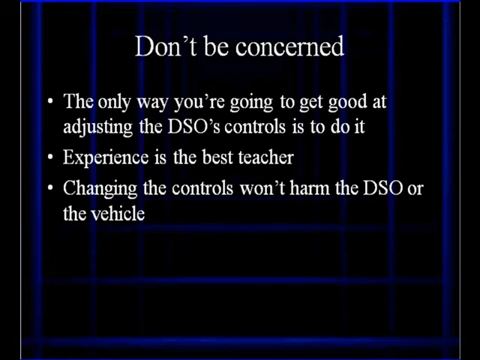 Don't be concerned
• The only way you're going to get good at
adjusting the DSO's controls is to do it
• Experience is the best teacher
• Changing the controls won't harm the DSO or
the vehicle